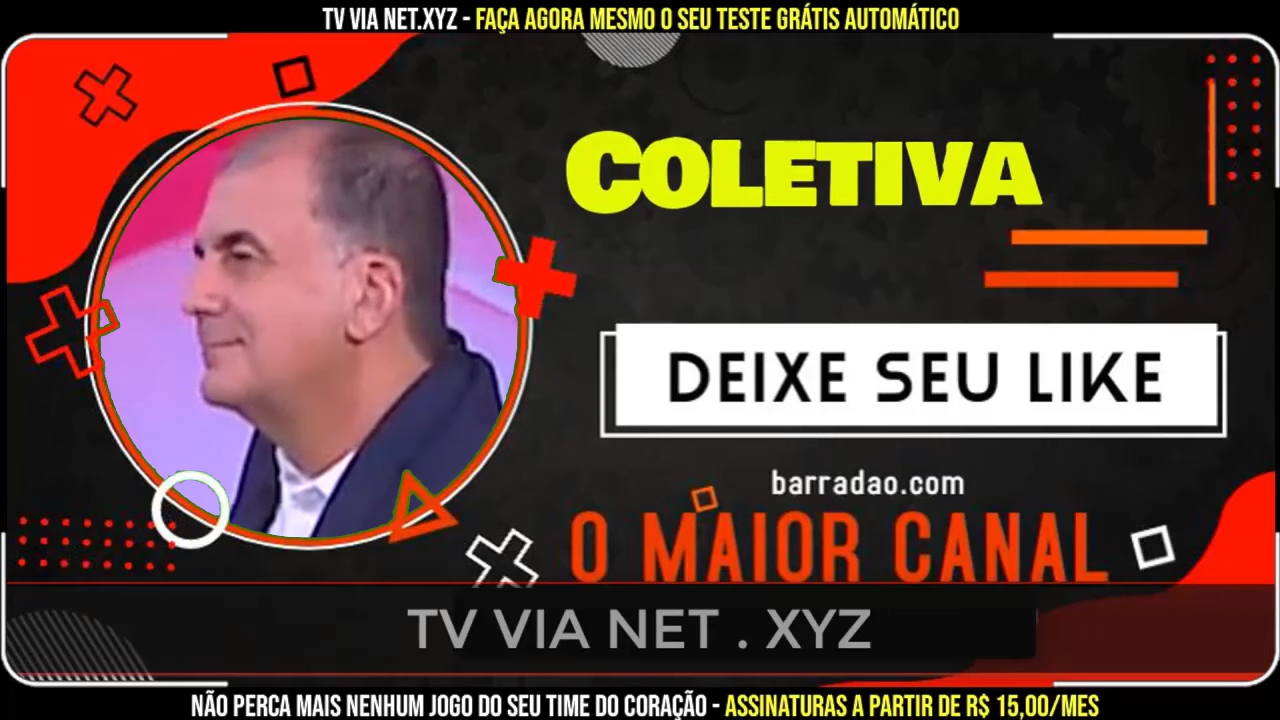 TV VIA NET.XYZ - FAÇA AGORA MESMO O SEU TESTE GRÁTIS AUTOMÁTICO
COLETIVA
DEIXE SEU LIKE
barradao.com
O MAIOR CANAL
TV VIA NET . XYZ
NÃO PERCA MAIS NENHUM JOGO DO SEU TIME DO CORAÇÃO - ASSINATURAS A PARTIR DE R$ 15,00/MES